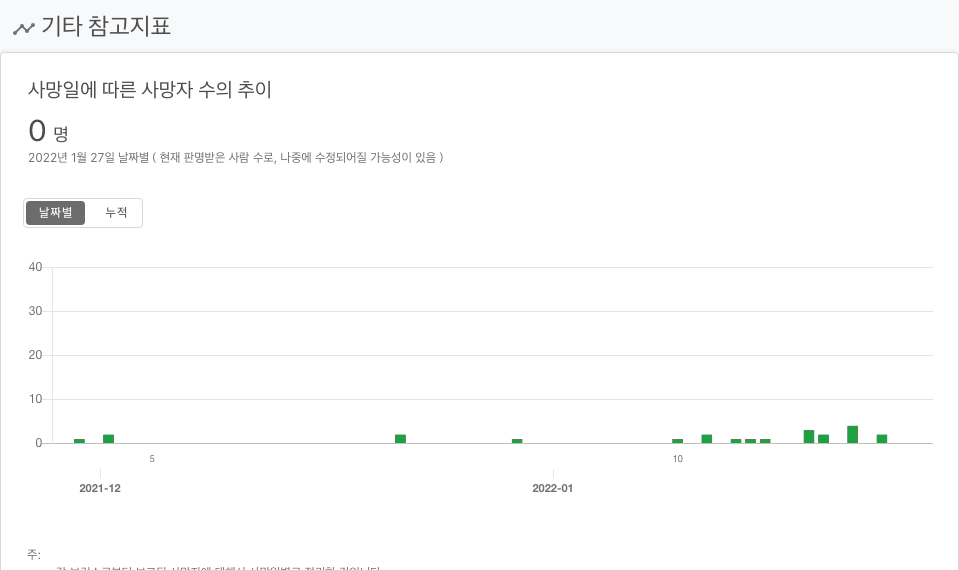 기타 참고지표
사망일에 따른 사망자 수의 추이
0 명
2022년 1월 27일 날짜별 ( 현재 판명받은 사람 수로, 나중에 수정되어질 가능성이 있음 )
날짜별 누적
40
30
20
10
0
5 10
2021-12 2022-01
주: